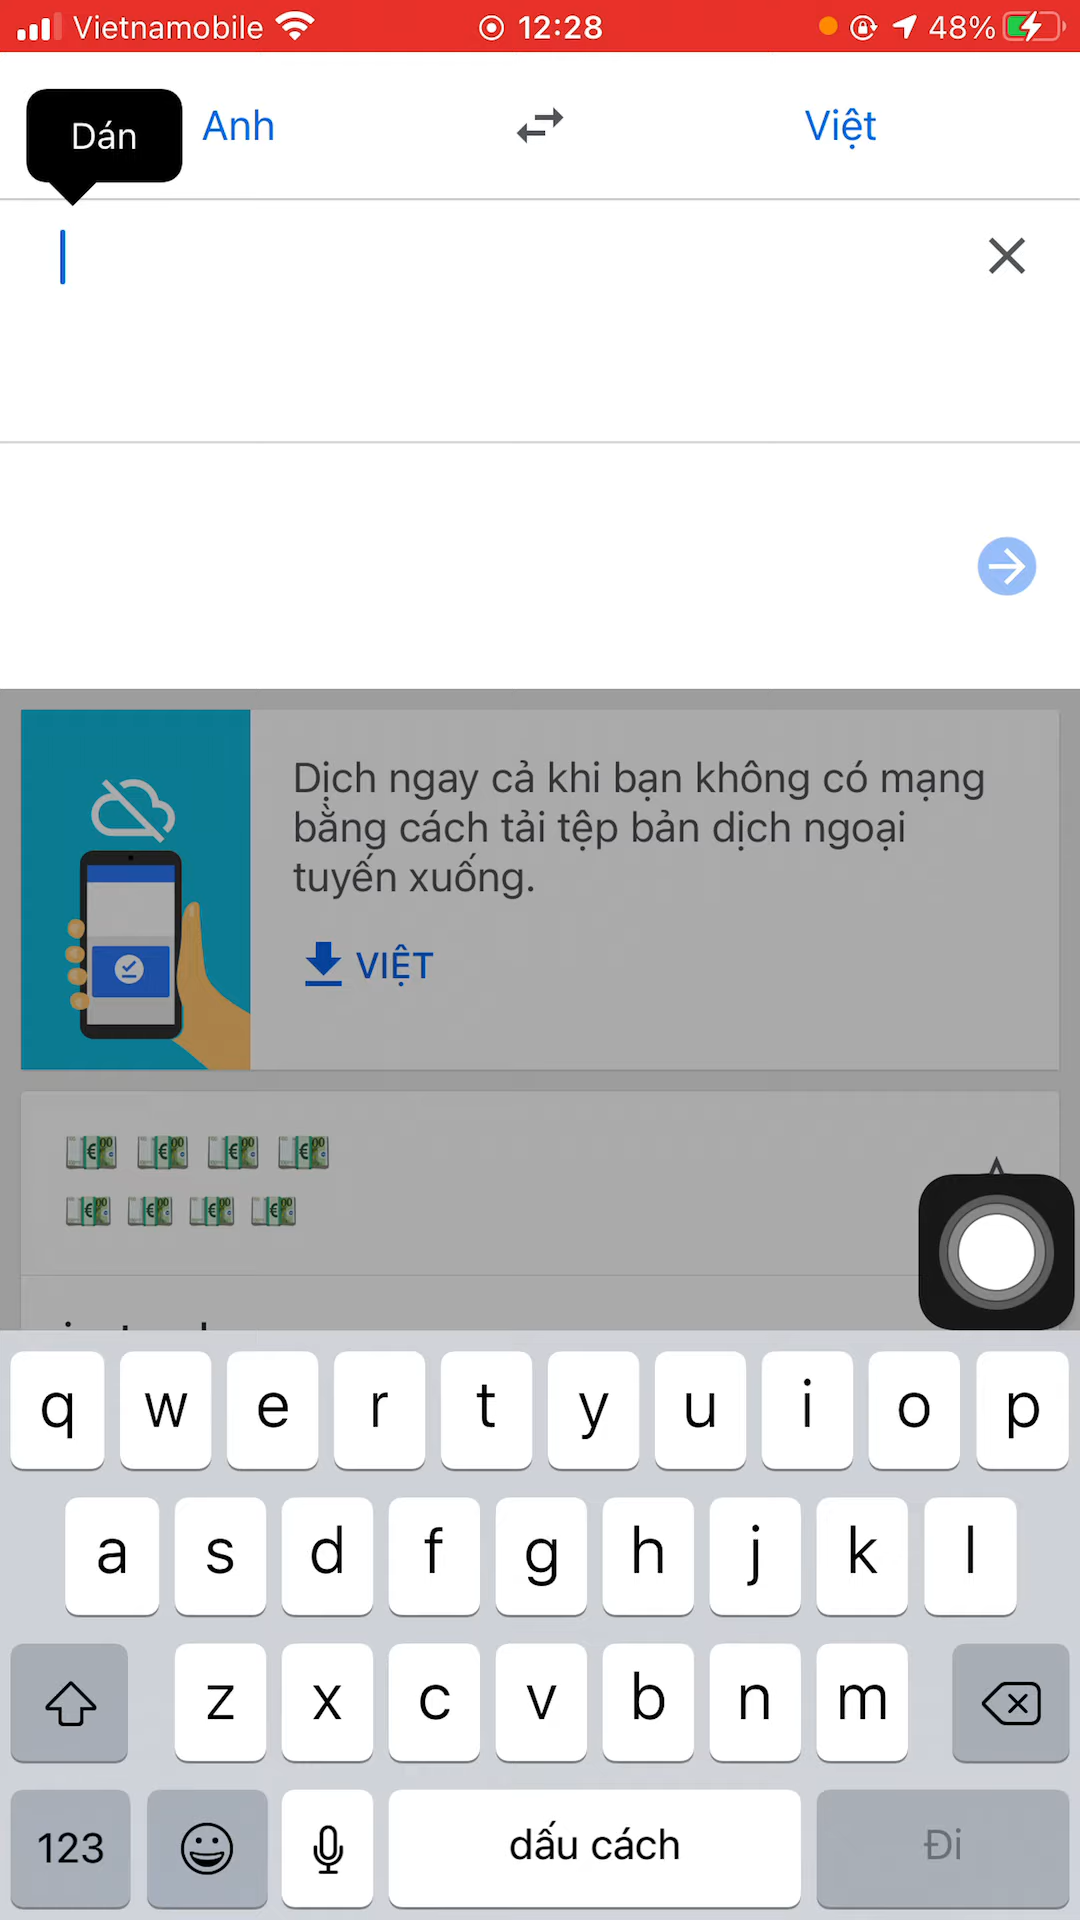 Vietnamobile 12:28 48%
Dán Anh Việt
Dịch ngay cả khi bạn không có mạng
bằng cách tải tệp bản dịch ngoại
tuyến xuống.
VIỆT
q w e r t y u i o p
a s d f g h j k l
z x c v b n m
123 dấu cách Đi